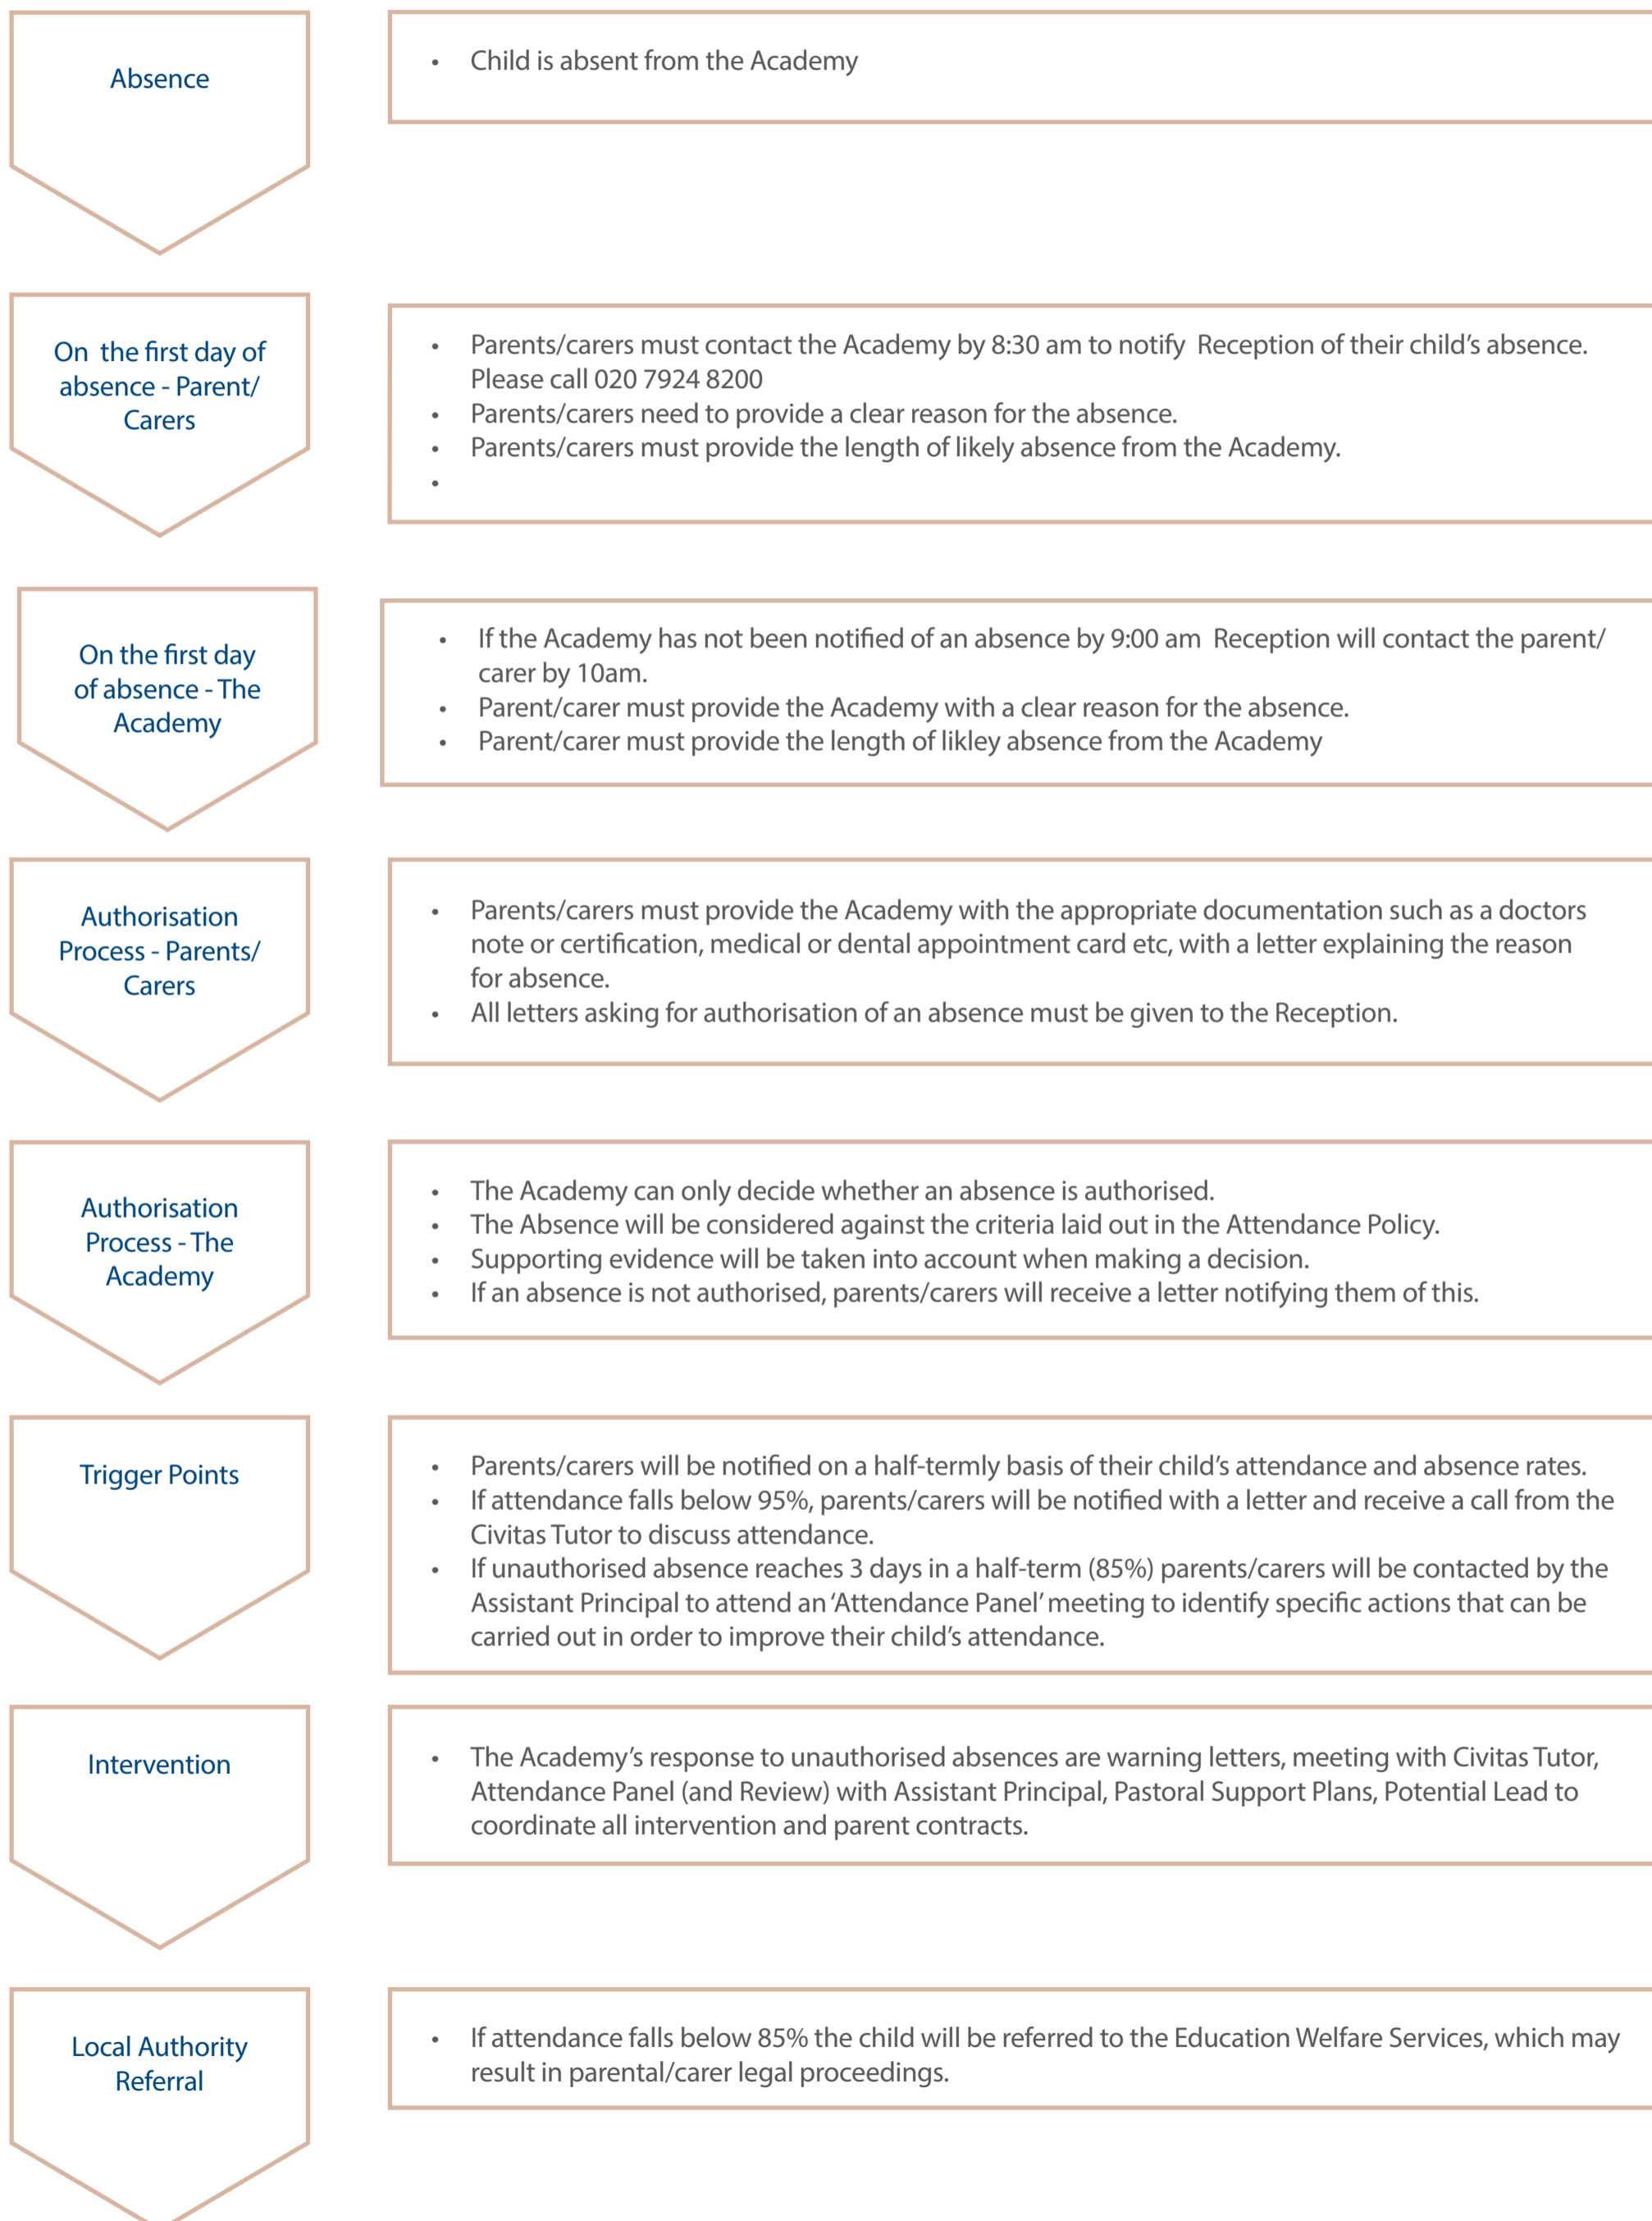 Absence
• Child is absent from the Academy
On  the first day of
absence - Parent/
Carers
• Parents/carers must contact the Academy by 8:30 am to notify  Reception of their child’s absence.
Please call 020 7924 8200
• Parents/carers need to provide a clear reason for the absence.
• Parents/carers must provide the length of likely absence from the Academy.
•
On the first day
of absence - The
Academy
• If the Academy has not been notified of an absence by 9:00 am  Reception will contact the parent/
carer by 10am.
• Parent/carer must provide the Academy with a clear reason for the absence.
• Parent/carer must provide the length of likley absence from the Academy
Authorisation
Process - Parents/
Carers
• Parents/carers must provide the Academy with the appropriate documentation such as a doctors
note or certification, medical or dental appointment card etc, with a letter explaining the reason
for absence.
• All letters asking for authorisation of an absence must be given to the Reception.
Authorisation
Process - The
Academy
• The Academy can only decide whether an absence is authorised.
• The Absence will be considered against the criteria laid out in the Attendance Policy.
• Supporting evidence will be taken into account when making a decision.
• If an absence is not authorised, parents/carers will receive a letter notifying them of this.
Trigger Points
• Parents/carers will be notified on a half-termly basis of their child’s attendance and absence rates.
• If attendance falls below 95%, parents/carers will be notified with a letter and receive a call from the
Civitas Tutor to discuss attendance.
• If unauthorised absence reaches 3 days in a half-term (85%) parents/carers will be contacted by the
Assistant Principal to attend an ‘Attendance Panel’ meeting to identify specific actions that can be
carried out in order to improve their child’s attendance.
Intervention
• The Academy’s response to unauthorised absences are warning letters, meeting with Civitas Tutor,
Attendance Panel (and Review) with Assistant Principal, Pastoral Support Plans, Potential Lead to
coordinate all intervention and parent contracts.
Local Authority
Referral
• If attendance falls below 85% the child will be referred to the Education Welfare Services, which may
result in parental/carer legal proceedings.